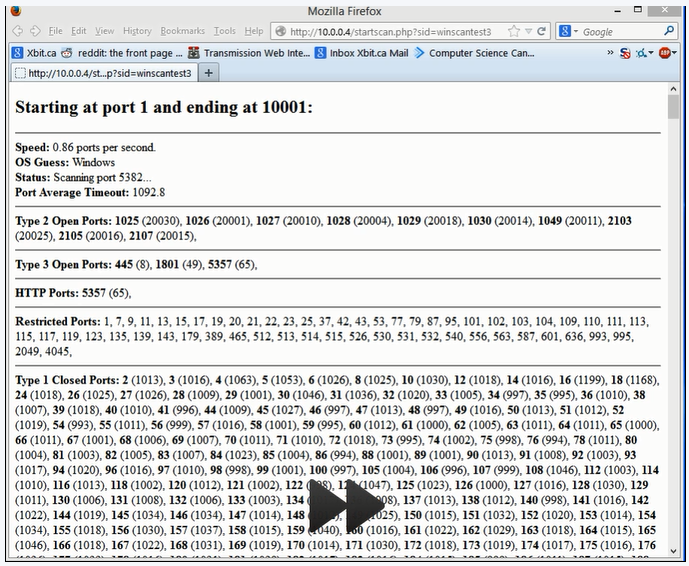 Mozilla Firefox
File Edit View History Bookmarks Tools Help
http://10.0.0.4/startscan.php?sid=winscantest3
Google
Xbit.ca reddit: the front page ... Transmission Web Inte... Inbox Xbit.ca Mail Computer Science Can... »
http://10.0.0.4/st...p?sid=winscantest3 +
Starting at port 1 and ending at 10001:
Speed: 0.86 ports per second.
OS Guess: Windows
Status: Scanning port 5382...
Port Average Timeout: 1092.8
Type 2 Open Ports: 1025 (20030), 1026 (20001), 1027 (20010), 1028 (20004), 1029 (20018), 1030 (20014), 1049 (20011), 2103
(20025), 2105 (20016), 2107 (20015),
Type 3 Open Ports: 445 (8), 1801 (49), 5357 (65),
HTTP Ports: 5357 (65),
Restricted Ports: 1, 7, 9, 11, 13, 15, 17, 19, 20, 21, 22, 23, 25, 37, 42, 43, 53, 77, 79, 87, 95, 101, 102, 103, 104, 109, 110, 111, 113,
115, 117, 119, 123, 135, 139, 143, 179, 389, 465, 512, 513, 514, 515, 526, 530, 531, 532, 540, 556, 563, 587, 601, 636, 993, 995,
2049, 4045,
Type 1 Closed Ports: 2 (1013), 3 (1016), 4 (1063), 5 (1053), 6 (1026), 8 (1025), 10 (1030), 12 (1018), 14 (1016), 16 (1199), 18 (1168),
24 (1018), 26 (1025), 27 (1026), 28 (1009), 29 (1001), 30 (1046), 31 (1036), 32 (1020), 33 (1005), 34 (997), 35 (995), 36 (1010), 38
(1007), 39 (1018), 40 (1010), 41 (996), 44 (1009), 45 (1027), 46 (997), 47 (1013), 48 (997), 49 (1016), 50 (1013), 51 (1012), 52
(1019), 54 (993), 55 (1011), 56 (999), 57 (1016), 58 (1001), 59 (995), 60 (1012), 61 (1000), 62 (1005), 63 (1011), 64 (1011), 65 (1000),
66 (1011), 67 (1001), 68 (1006), 69 (1007), 70 (1011), 71 (1010), 72 (1018), 73 (995), 74 (1002), 75 (998), 76 (994), 78 (1011), 80
(1004), 81 (1003), 82 (1005), 83 (1007), 84 (1023), 85 (1004), 86 (994), 88 (999), 89 (1001), 90 (1013), 91 (1008), 92 (1003), 93
(1017), 94 (1020), 96 (1016), 97 (1010), 98 (998), 99 (1001), 100 (997), 105 (1004), 106 (996), 107 (999), 108 (1046), 112 (1003), 114
(1010), 116 (1013), 118 (1002), 120 (1012), 121 (1002), 122 (1047), 125 (1023), 126 (1000), 127 (1016), 128 (1030), 129
(1011), 130 (1006), 131 (1008), 132 (1006), 133 (1003), 134 137 (1013), 138 (1012), 140 (998), 141 (1016), 142
(1022), 144 (1019), 145 (1034), 146 (1034), 147 (1014), 148 (1025), 150 (1015), 151 (1032), 152 (1020), 153 (1014), 154
(1034), 155 (1018), 156 (1030), 157 (1037), 158 (1015), 159 (1016), 161 (1022), 162 (1029), 163 (1018), 164 (1015), 165
(1046), 166 (1018), 167 (1022), 168 (1031), 169 (1019), 170 (1014), 171 (1030), 172 (1018), 173 (1019), 174 (1017), 175 (1016), 176